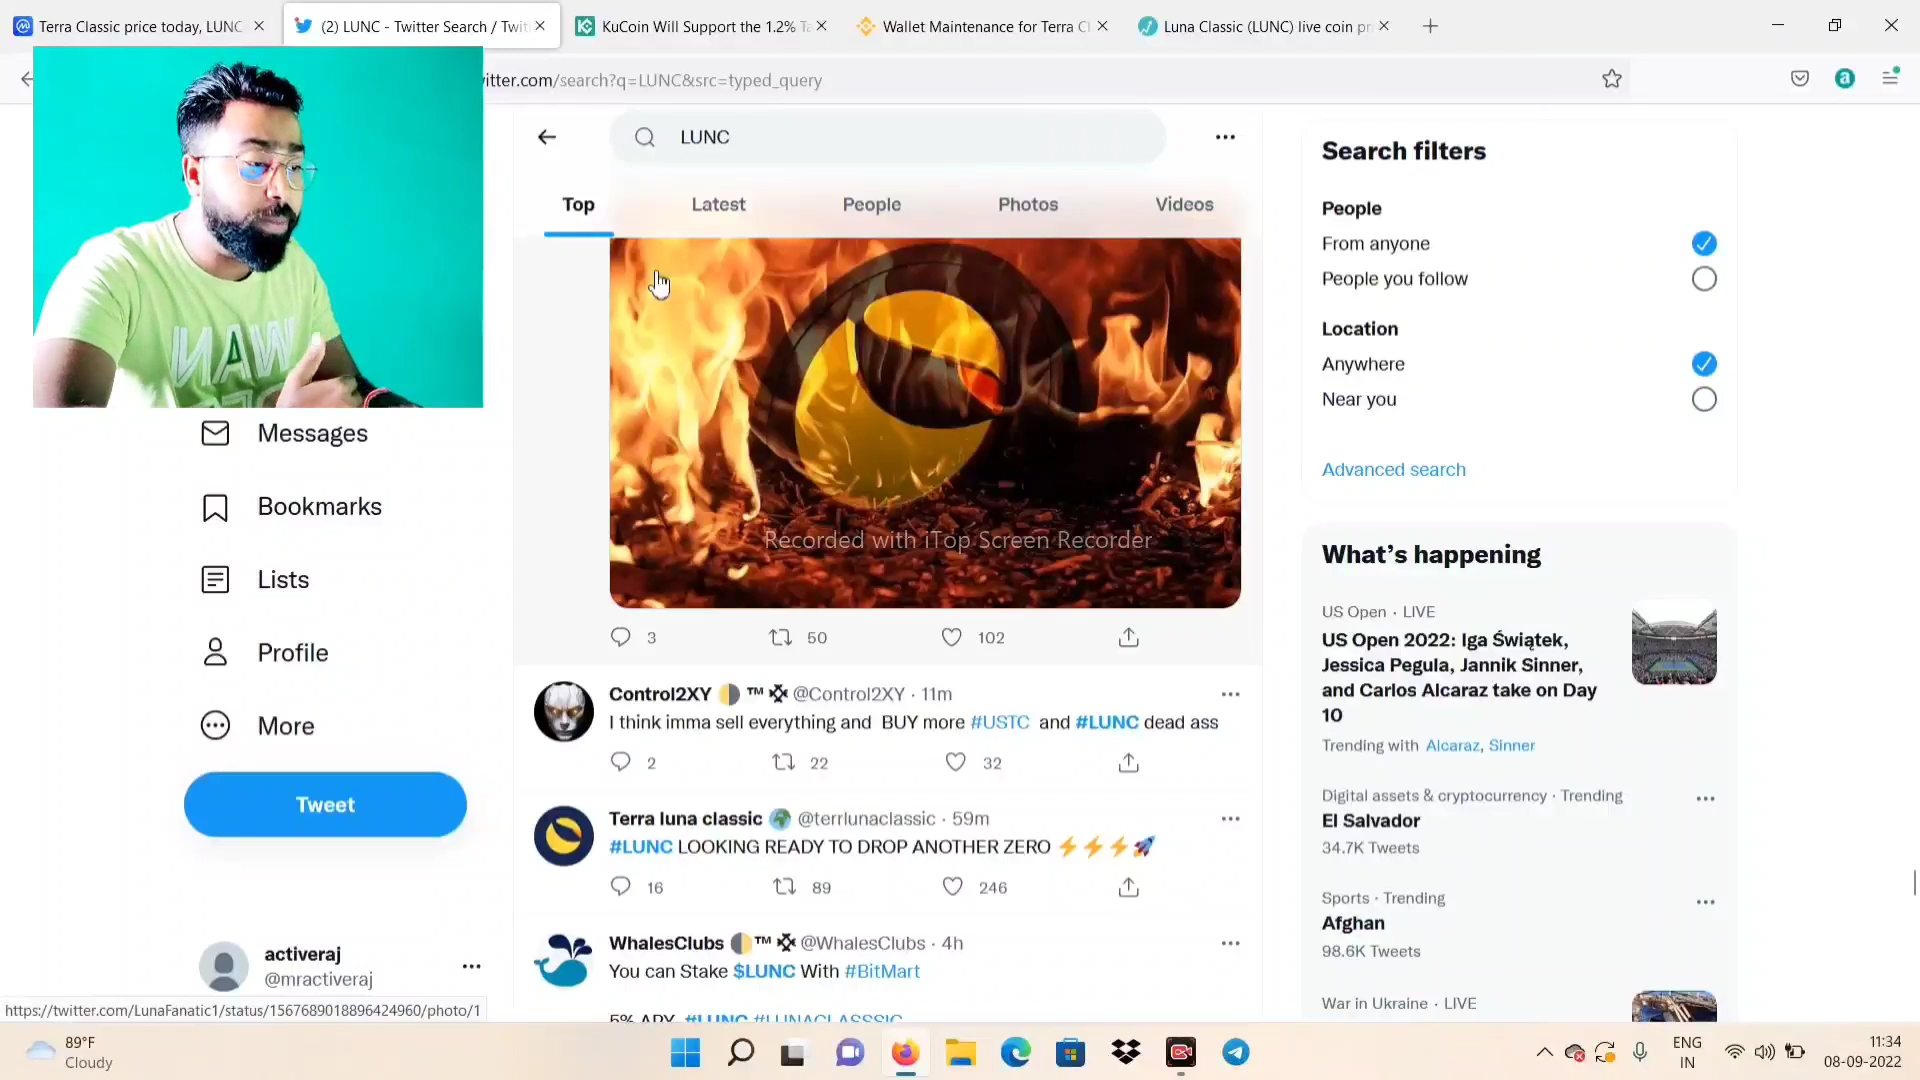 Terra Classic price today, LUNC
(2) LUNC - Twitter Search / Twit
KuCoin Will Support the 1.2% Ta
Wallet Maintenance for Terra Cl
Luna Classic (LUNC) live coin pr
itter.com/search?q=LUNC&src=typed_query
LUNC
Top
Latest
People
Photos
Videos
Recorded with iTop Screen Recorder
3
50
102
Control2XY 🌗 ™ @Control2XY · 11m
I think imma sell everything and BUY more #USTC and #LUNC dead ass
2
22
32
Terra luna classic 🌍 @terrlunaclassic · 59m
#LUNC LOOKING READY TO DROP ANOTHER ZERO ⚡⚡⚡🚀
16
89
246
WhalesClubs 🌗™ @WhalesClubs · 4h
You can Stake $LUNC With #BitMart
5% APY #LUNC #LUNACLASSSIC
Messages
Bookmarks
Lists
Profile
More
Tweet
activeraj
@mractiveraj
https://twitter.com/LunaFanatic1/status/1567689018896424960/photo/1
Search filters
People
From anyone
People you follow
Location
Anywhere
Near you
Advanced search
What's happening
US Open · LIVE
US Open 2022: Iga Świątek,
Jessica Pegula, Jannik Sinner,
and Carlos Alcaraz take on Day
10
Trending with Alcaraz, Sinner
Digital assets & cryptocurrency · Trending
El Salvador
34.7K Tweets
Sports · Trending
Afghan
98.6K Tweets
War in Ukraine · LIVE
89°F
Cloudy
ENG
IN
11:34
08-09-2022